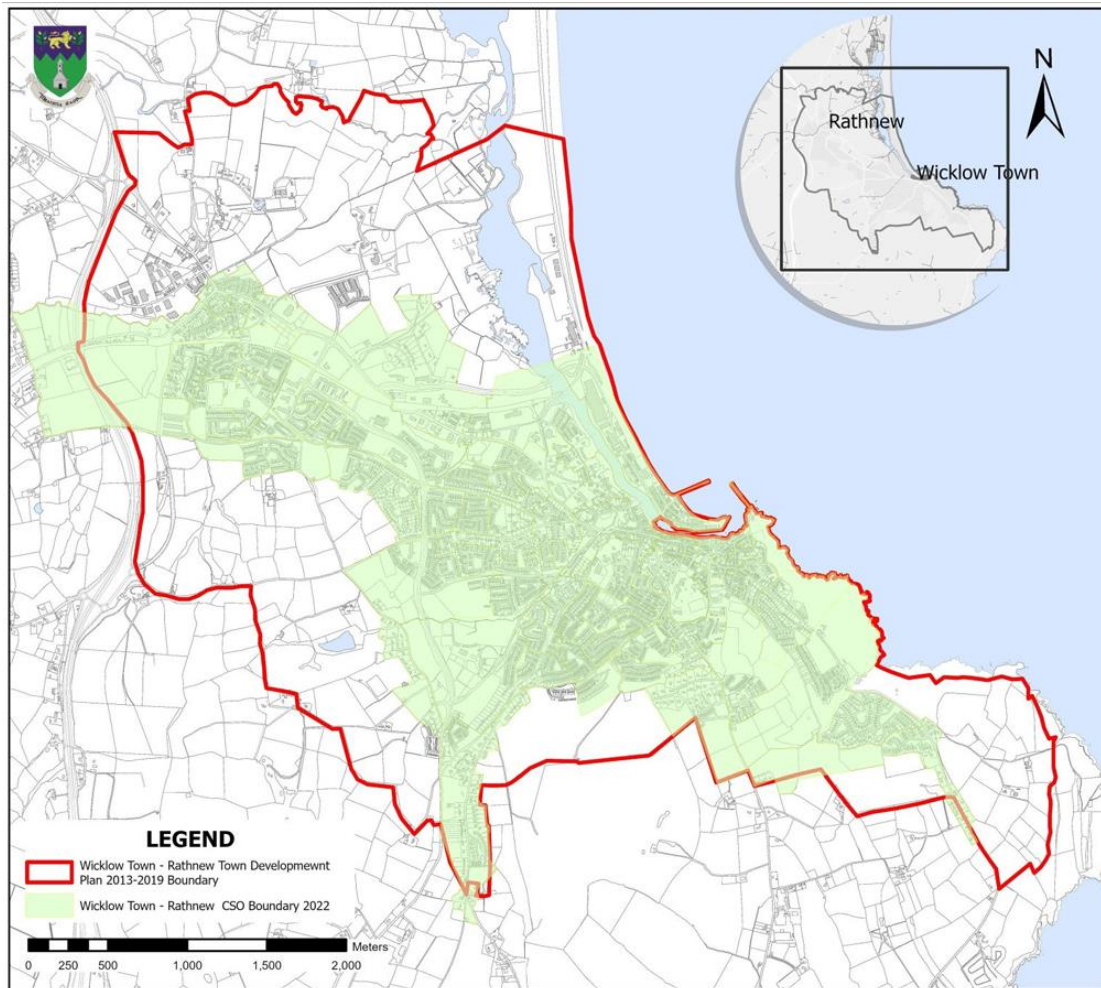 N
Rathnew
Wicklow Town
LEGEND
Wicklow Town - Rathnew Town Developmewnt
Plan 2013-2019 Boundary
Wicklow Town - Rathnew CSO Boundary 2022
Meters
0 250 500 1,000 1,500 2,000